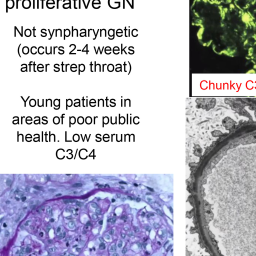 proliferative GN
Not synpharyngetic
(occurs 2-4 weeks
after strep throat)
Young patients in
areas of poor public
health. Low serum
C3/C4
Chunky C3